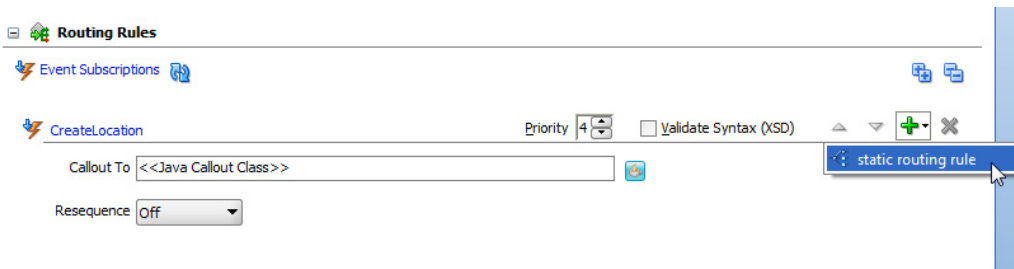 Routing Rules
Event Subscriptions
CreateLocation Priority 4 Validate Syntax (XSD)
static routing rule
Callout To <<Java Callout Class>>
Resequence Off